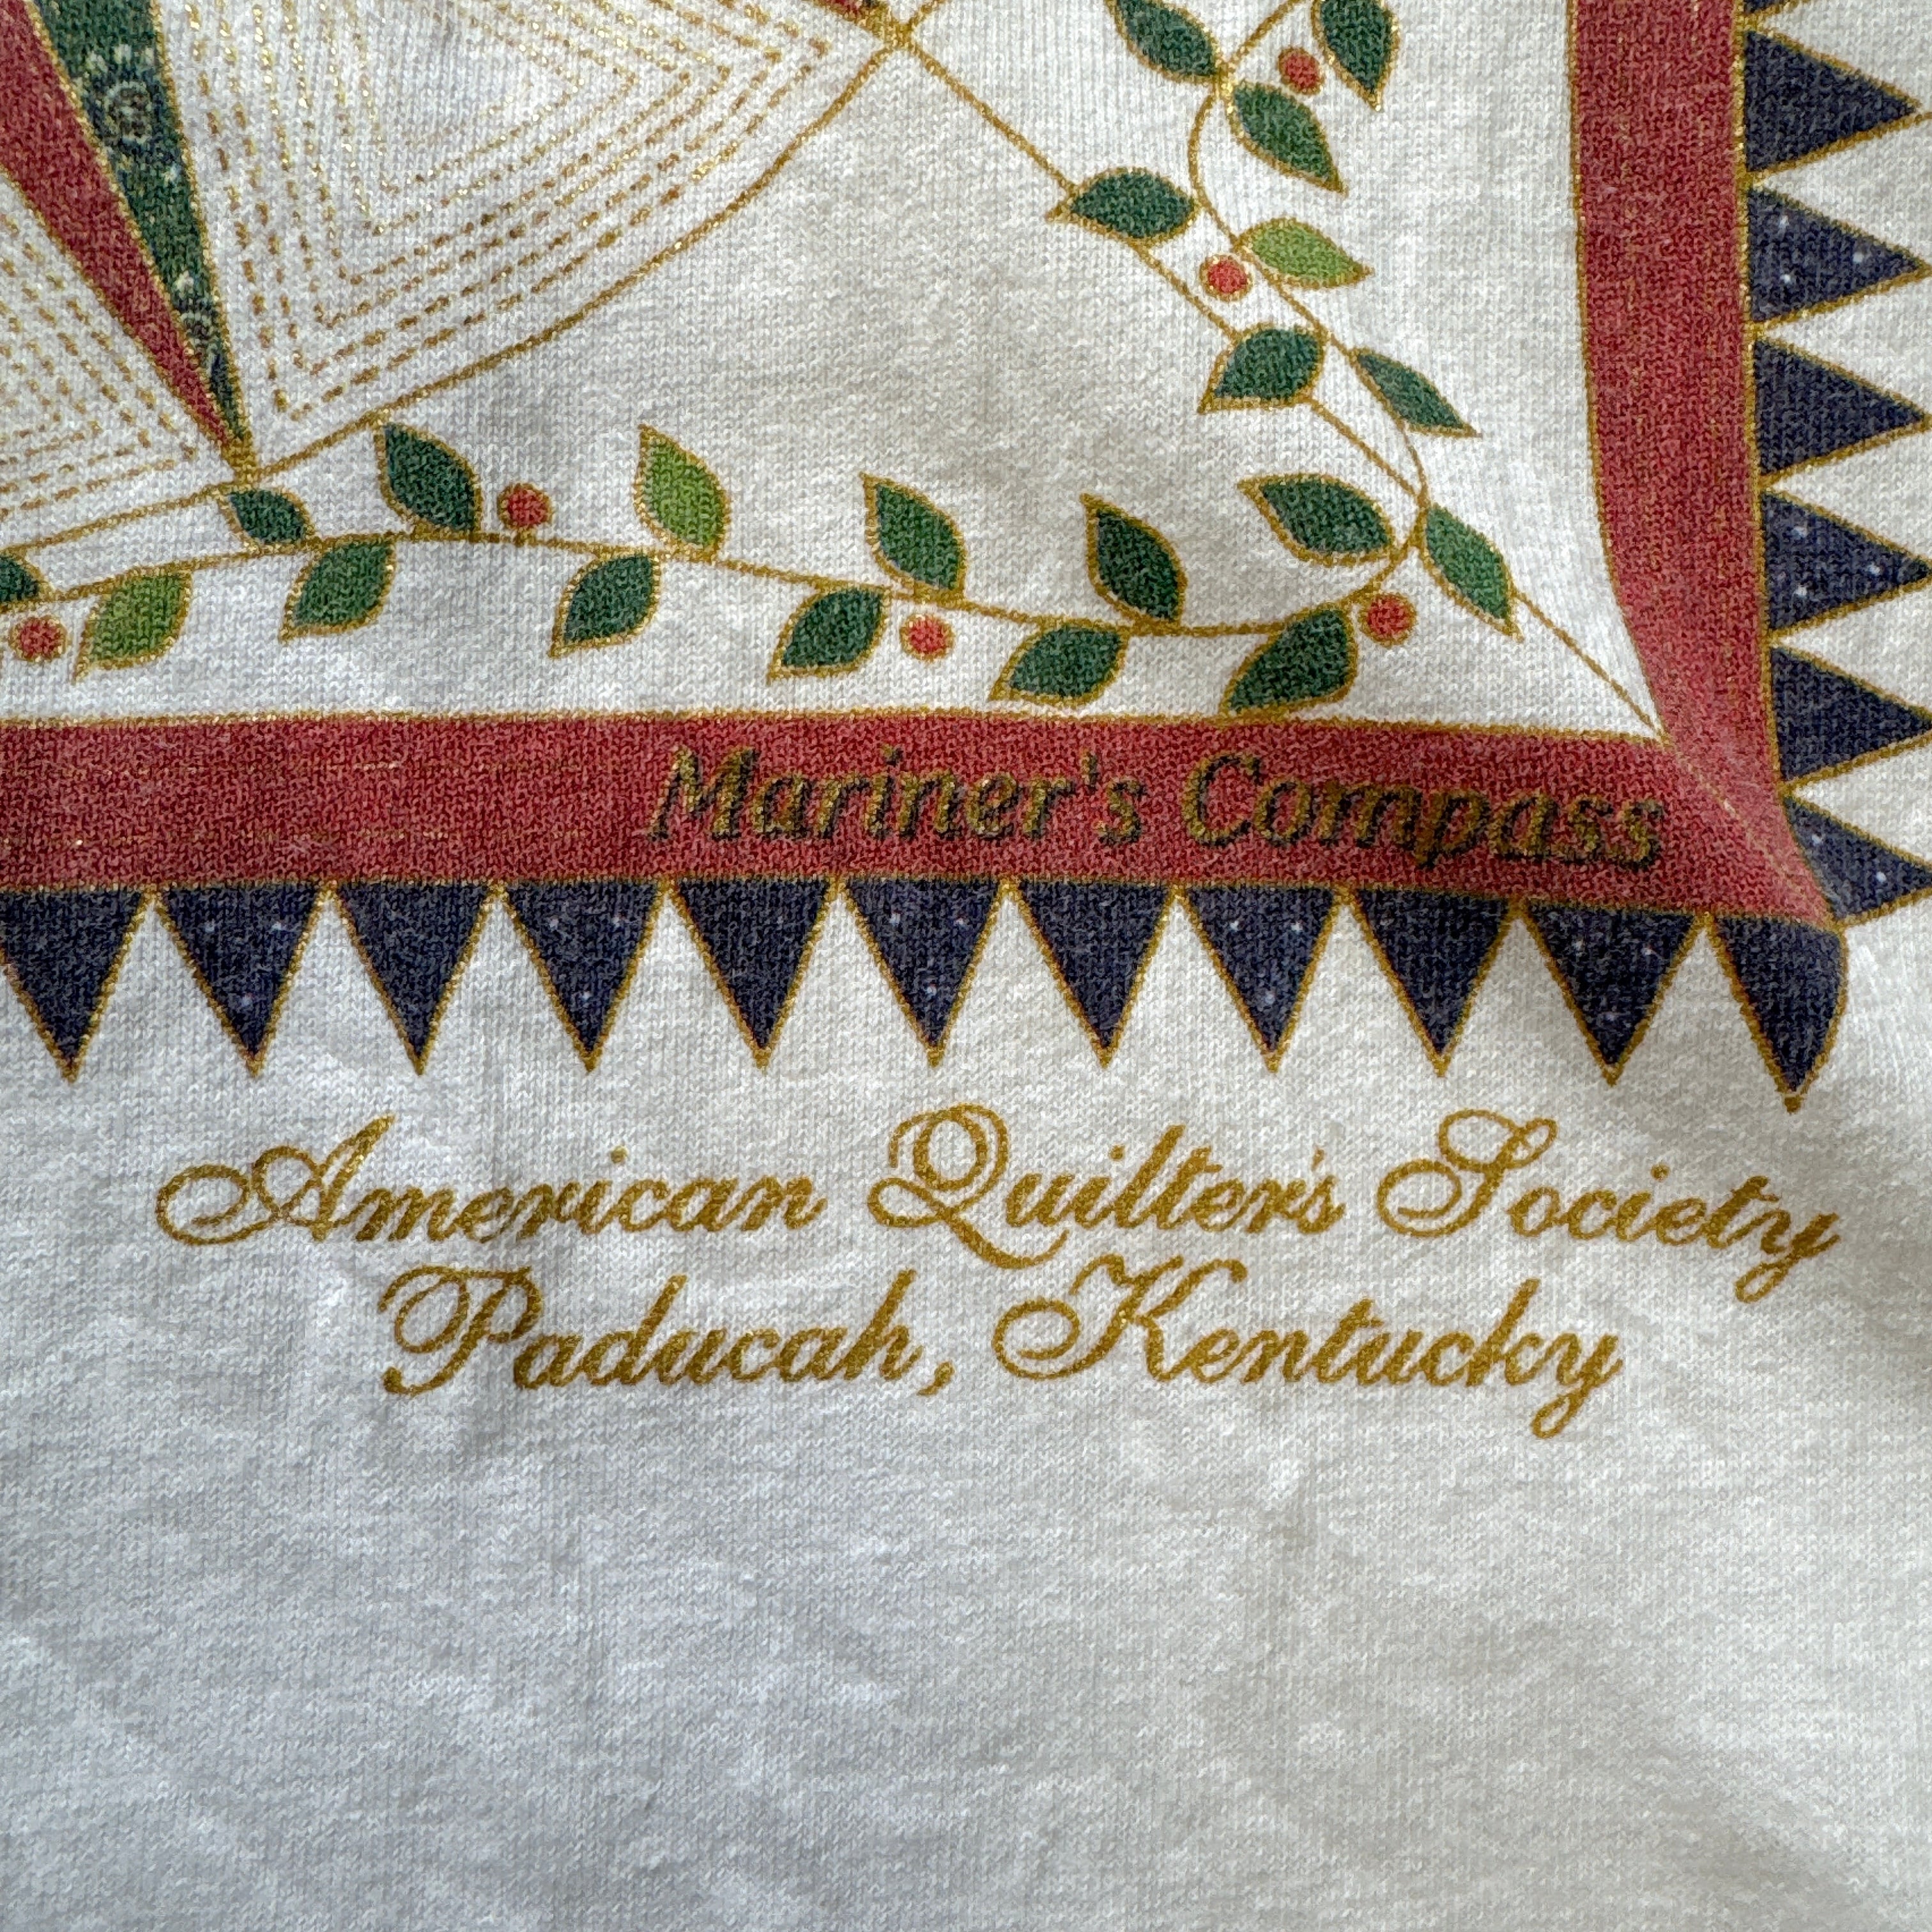 Mariner's Compass
American Quilter's Society
Paducah, Kentucky